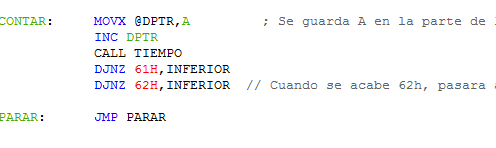 CONTAR: MOVX @DPTR,A ; Se guarda A en la parte de
INC DPTR
CALL TIEMPO
DJNZ 61H,INFERIOR
DJNZ 62H,INFERIOR // Cuando se acabe 62h, pasara
PARAR: JMP PARAR